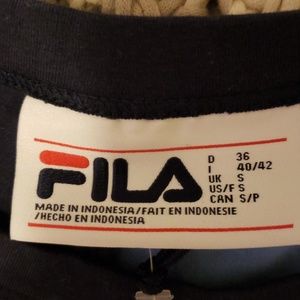 FILA
D 36
I 40/42
UK S
US/F S
CAN S/P
MADE IN INDONESIA/FAIT EN INDONESIE
/HECHO EN INDONESIA